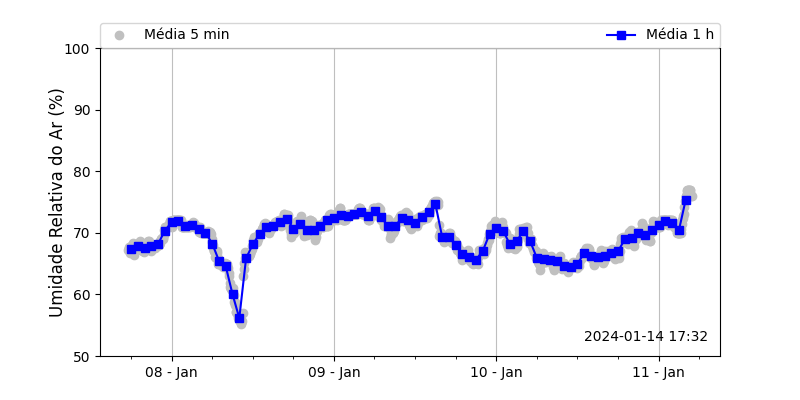 Média 5 min
Média 1 h
Umidade Relativa do Ar (%)
100
90
80
70
60
50
2024-01-14 17:32
08 - Jan
09 - Jan
10 - Jan
11 - Jan